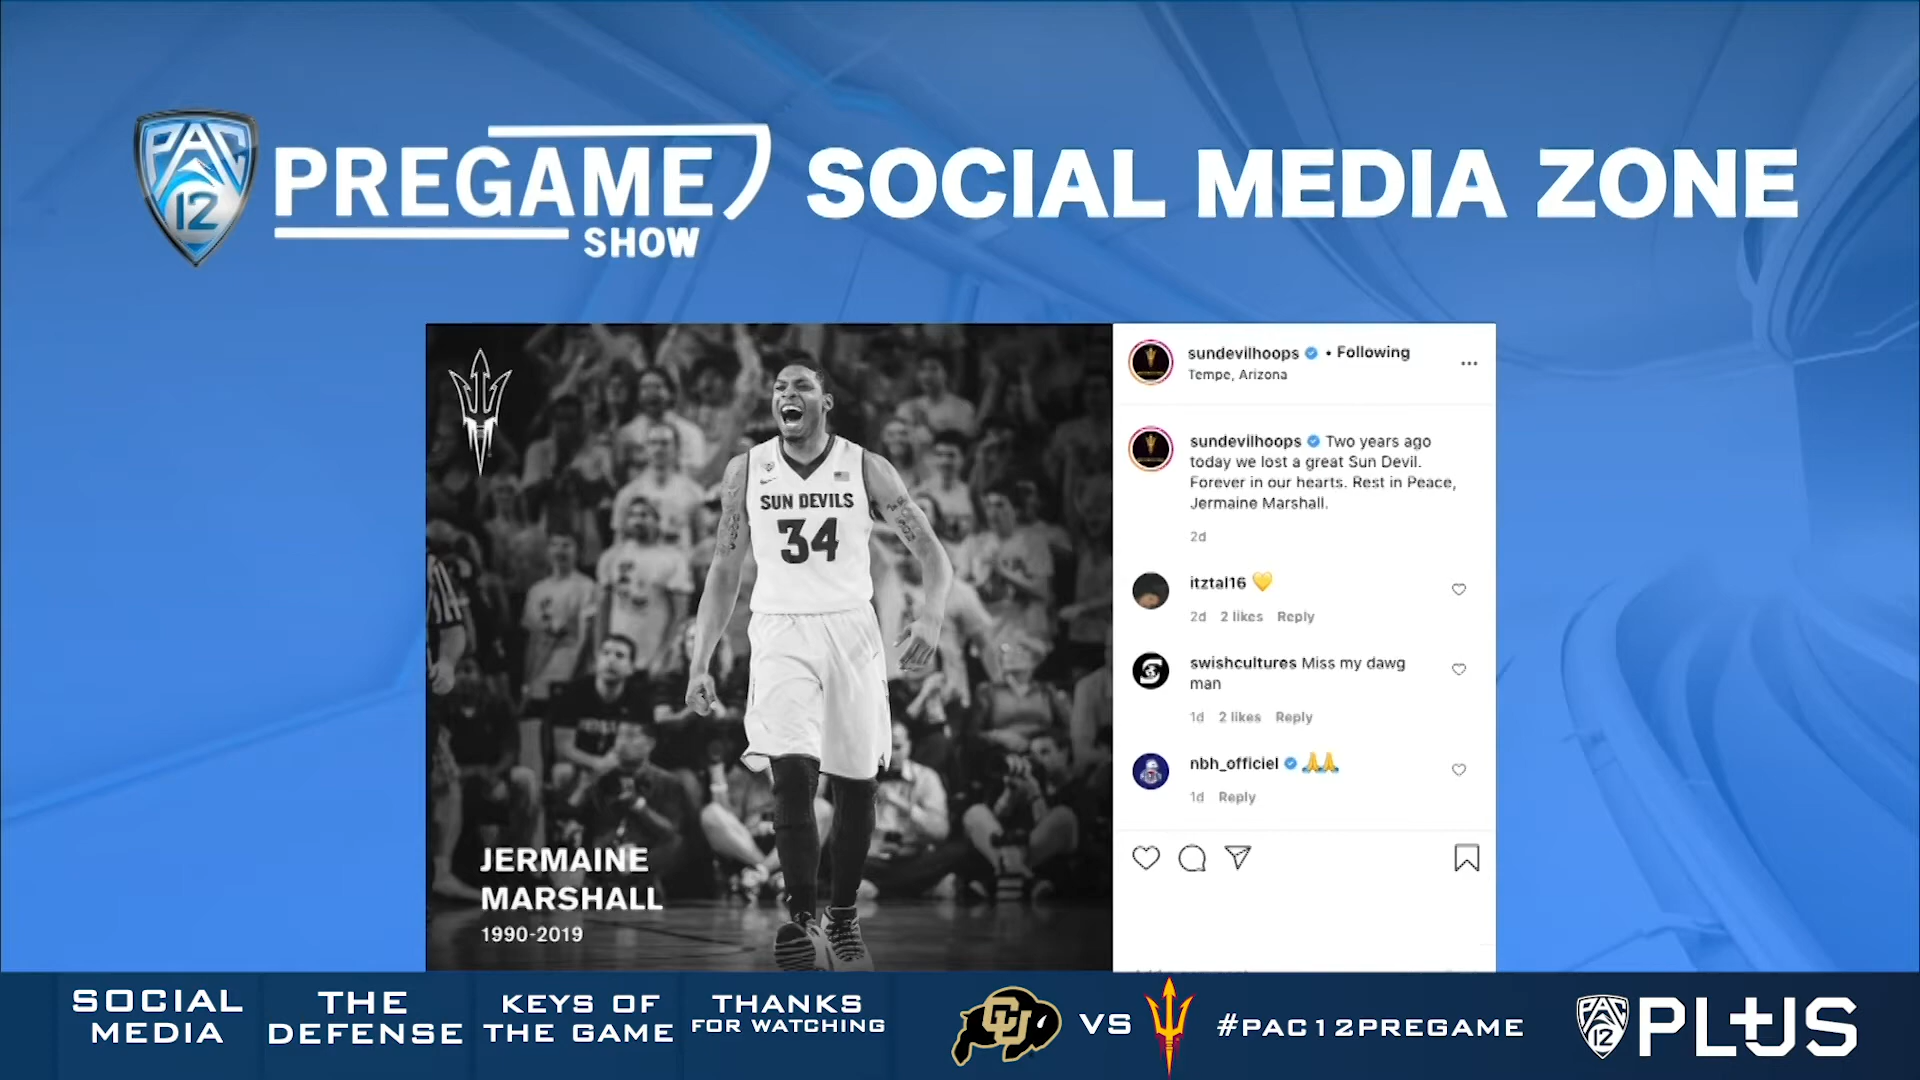 PAC 12
PREGAME
SHOW
SOCIAL MEDIA ZONE
sundevilhoops • Following
Tempe, Arizona
sundevilhoops Two years ago
today we lost a great Sun Devil.
Forever in our hearts. Rest in Peace,
Jermaine Marshall.
2d
itztal16 💛
2d 2 likes Reply
swishcultures Miss my dawg
man
1d 2 likes Reply
nbh_officiel 🙏🙏
1d Reply
SUN DEVILS
34
JERMAINE
MARSHALL
1990-2019
SOCIAL
MEDIA
THE
DEFENSE
KEYS OF
THE GAME
THANKS
FOR WATCHING
CU
VS
#PAC12PREGAME
PAC 12
PLUS